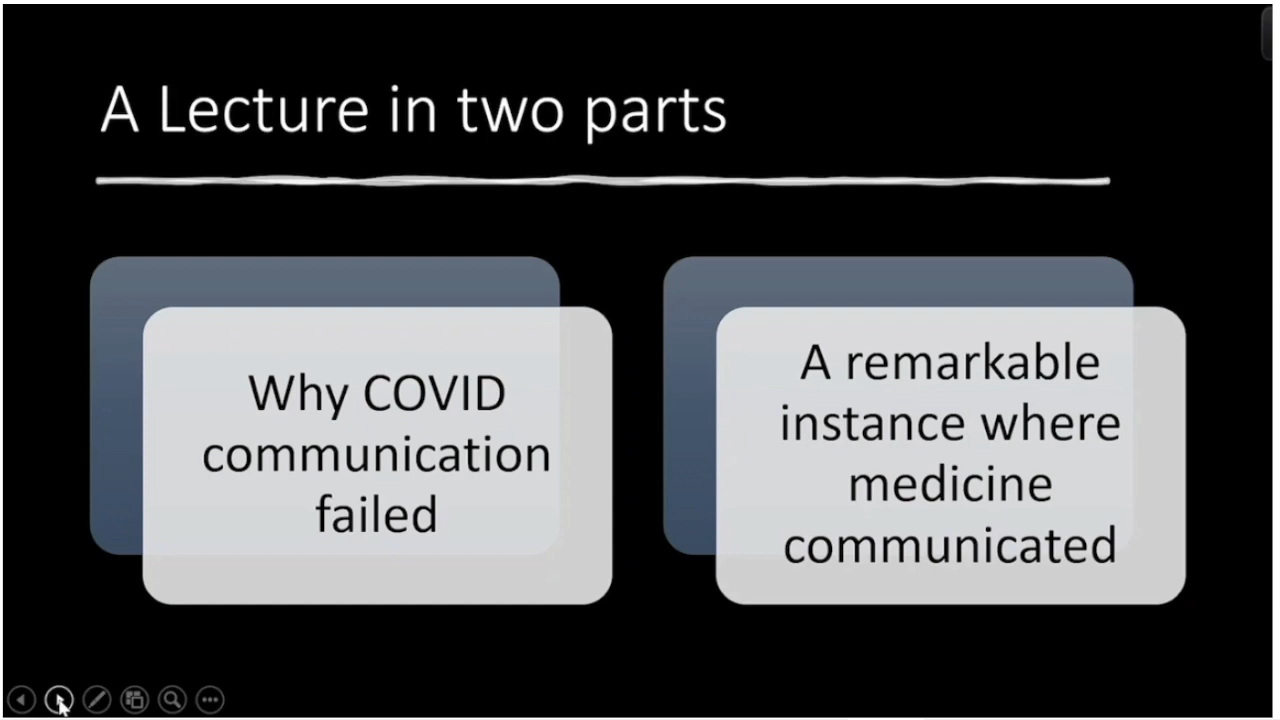 A Lecture in two parts
Why COVID
communication
failed
A remarkable
instance where
medicine
communicated